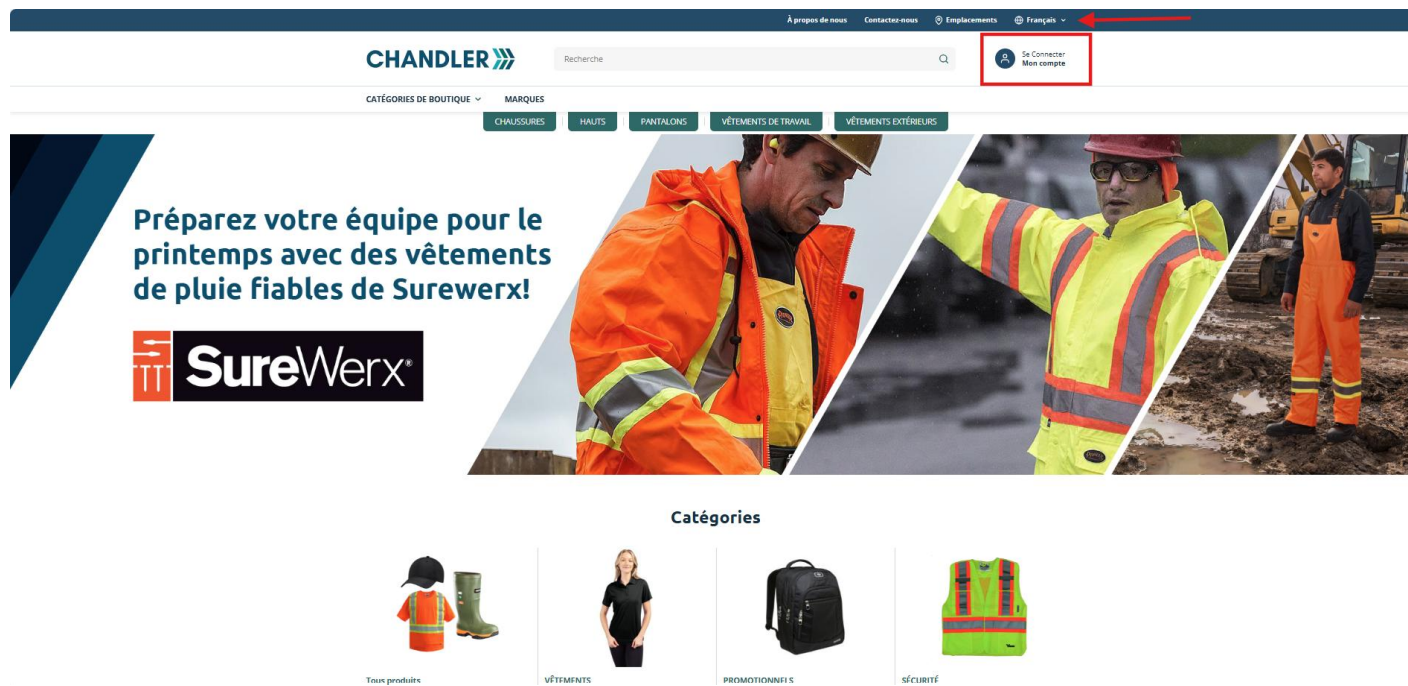 À propos de nous Contactez-nous Emplacements Français
CHANDLER
Recherche
Se Connecter
Mon compte
CATÉGORIES DE BOUTIQUE MARQUES
CHAUSSURES HAUTS PANTALONS VÊTEMENTS DE TRAVAIL VÊTEMENTS EXTÉRIEURS
Préparez votre équipe pour le
printemps avec des vêtements
de pluie fiables de Surewerx!
SureWerx®
Catégories
Tous produits VÊTEMENTS PROMOTIONNELS SÉCURITÉ